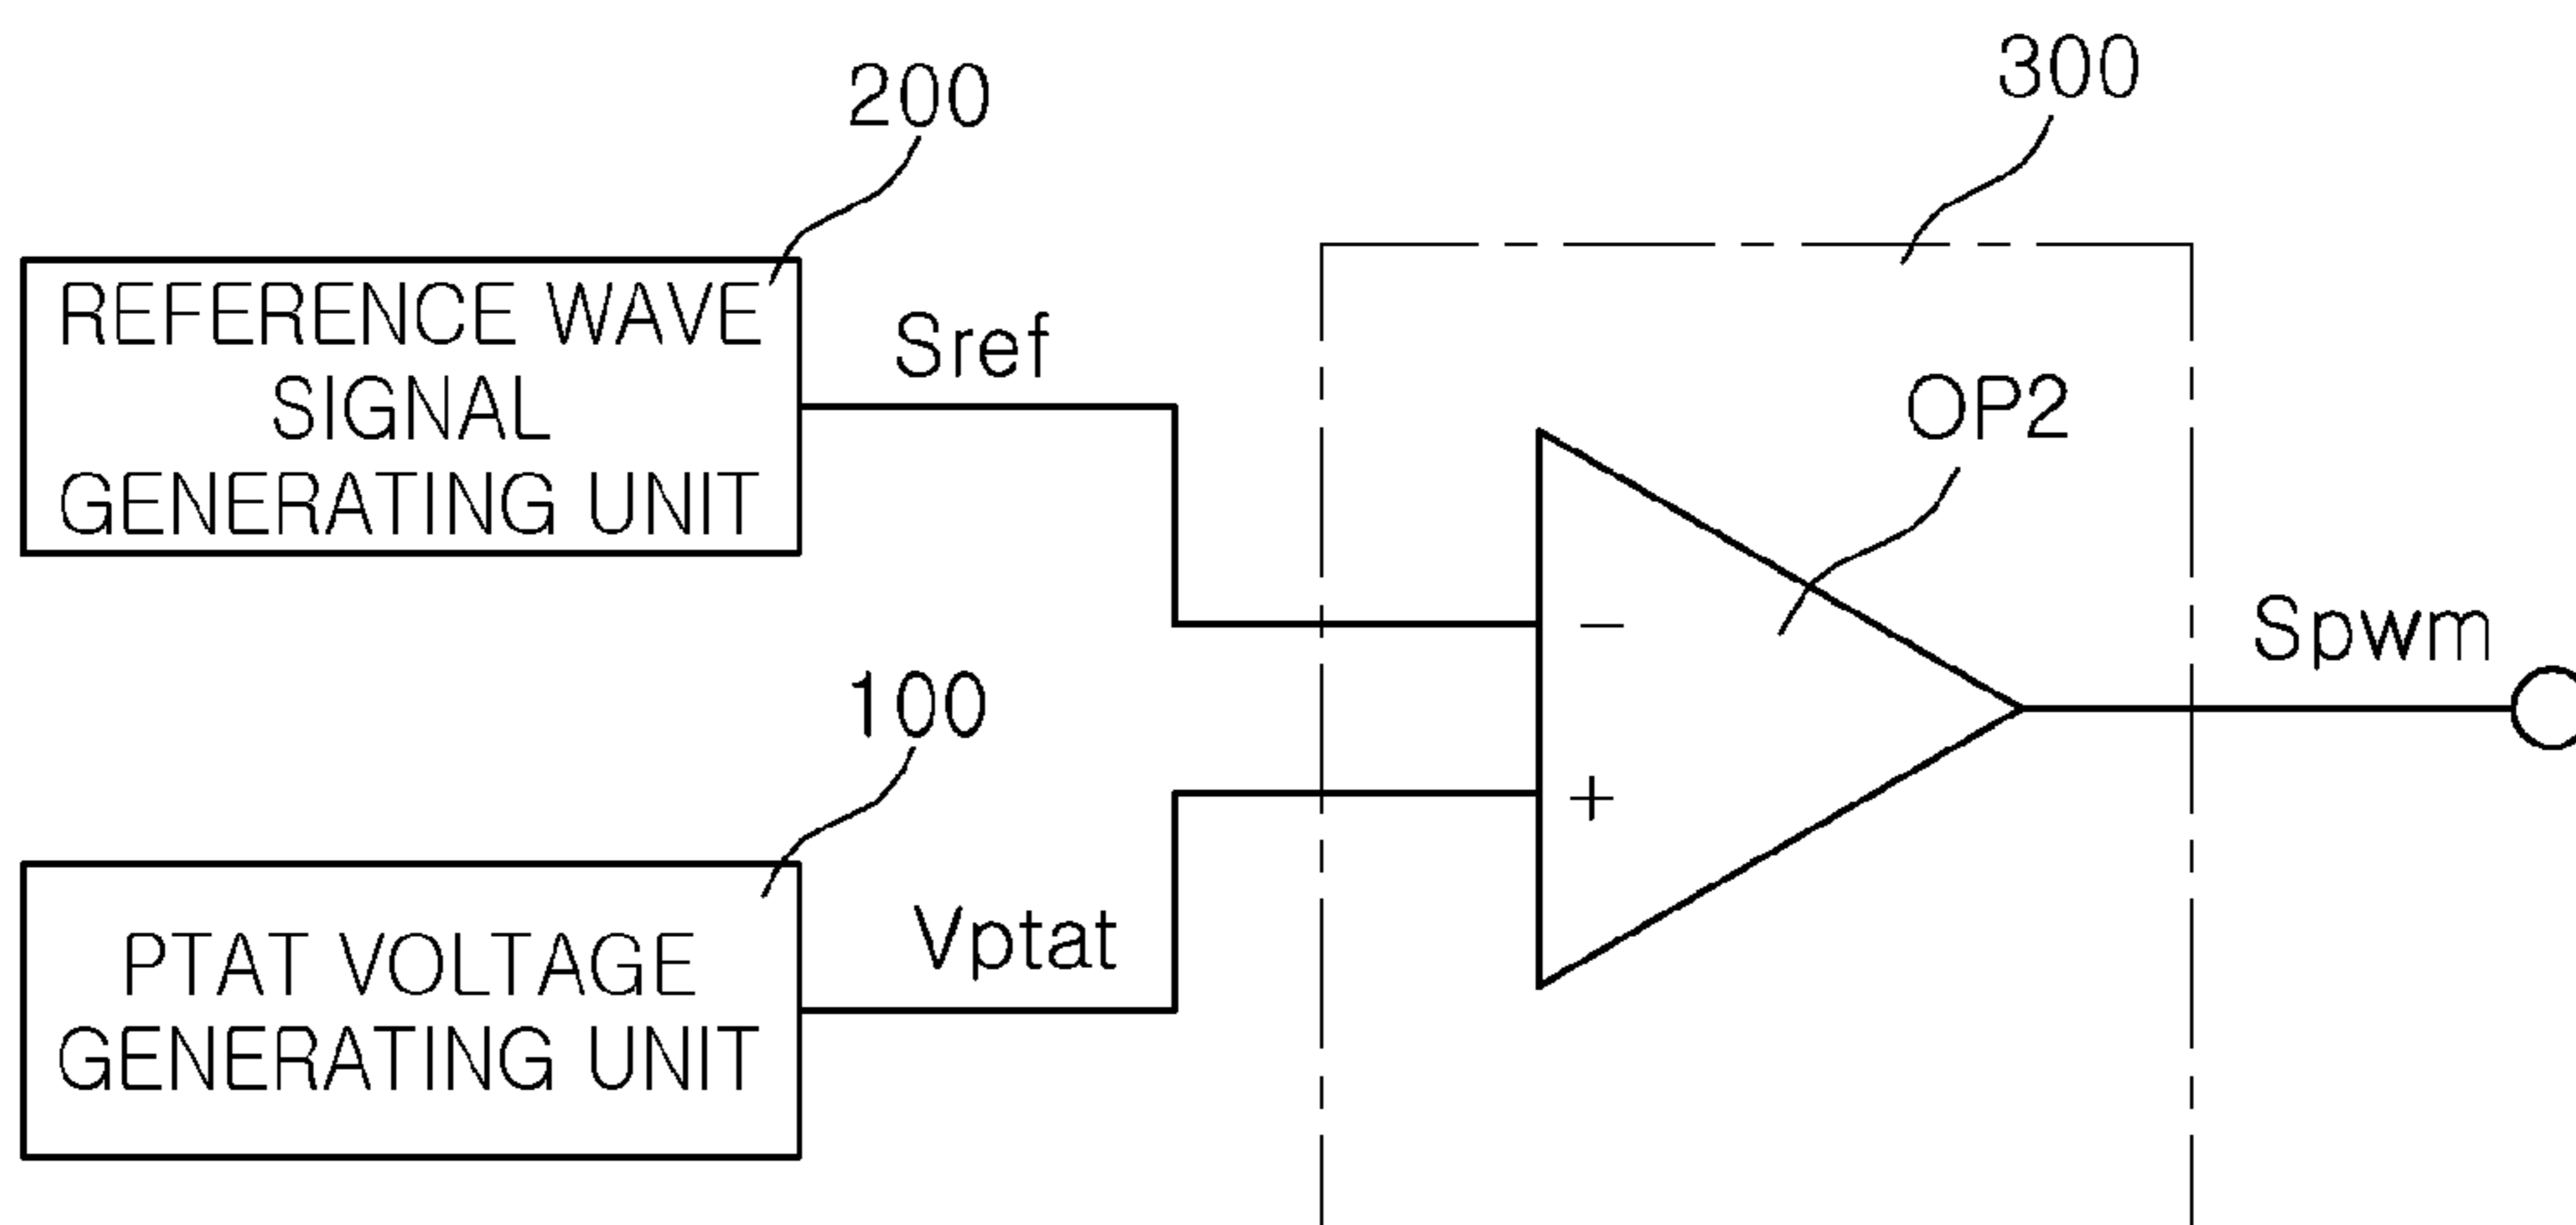 200
300
REFERENCE WAVE
SIGNAL
GENERATING UNIT
Sref
OP2
−
Spwm
100
+
PTAT VOLTAGE
GENERATING UNIT
Vptat